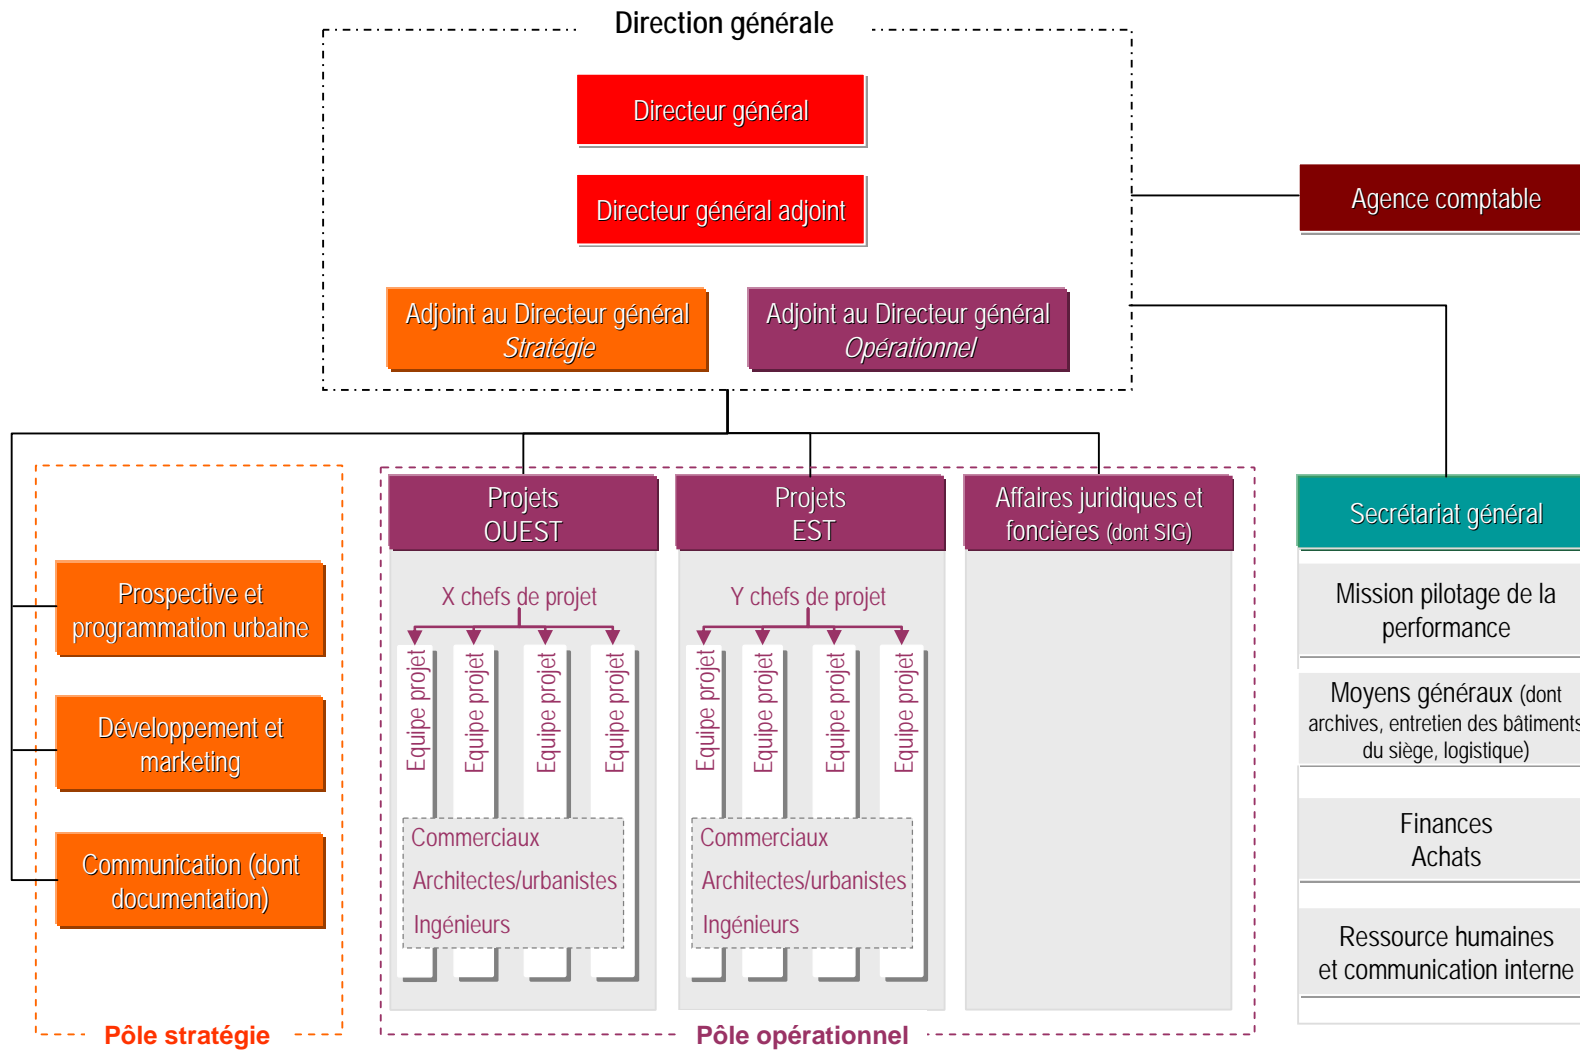 Direction générale
Directeur général
Directeur général adjoint
Agence comptable
Adjoint au Directeur général
Stratégie
Adjoint au Directeur général
Opérationnel
Prospective et
programmation urbaine
Développement et
marketing
Communication (dont
documentation)
Pôle stratégie
Projets
OUEST
X chefs de projet
Equipe projet
Equipe projet
Equipe projet
Equipe projet
Commerciaux
Architectes/urbanistes
Ingénieurs
Projets
EST
Y chefs de projet
Equipe projet
Equipe projet
Equipe projet
Equipe projet
Commerciaux
Architectes/urbanistes
Ingénieurs
Affaires juridiques et
foncières (dont SIG)
Pôle opérationnel
Secrétariat général
Mission pilotage de la
performance
Moyens généraux (dont
archives, entretien des bâtiments
du siège, logistique)
Finances
Achats
Ressource humaines
et communication interne